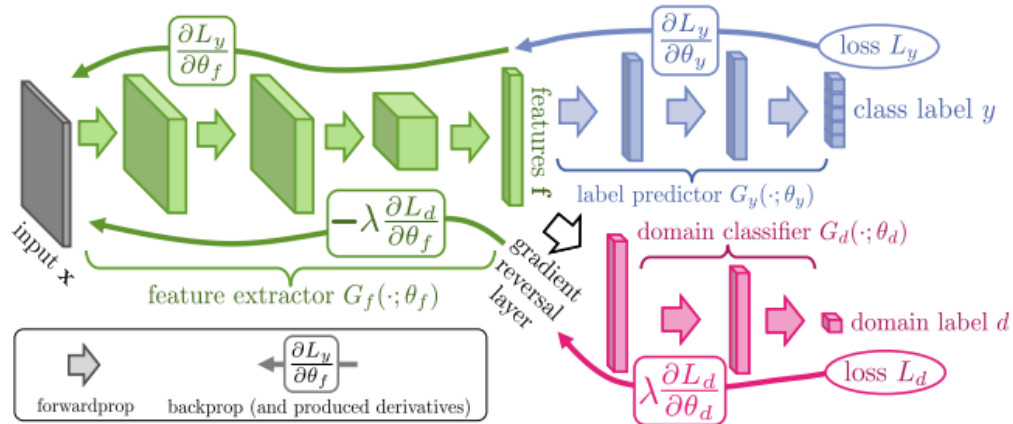 ∂L_y/∂θ_f
∂L_y/∂θ_y
loss L_y
input x
features f
class label y
label predictor G_y(·;θ_y)
−λ ∂L_d/∂θ_f
feature extractor G_f(·;θ_f)
gradient
reversal
layer
domain classifier G_d(·;θ_d)
domain label d
λ ∂L_d/∂θ_d
loss L_d
∂L_y/∂θ_f
forwardprop
backprop (and produced derivatives)